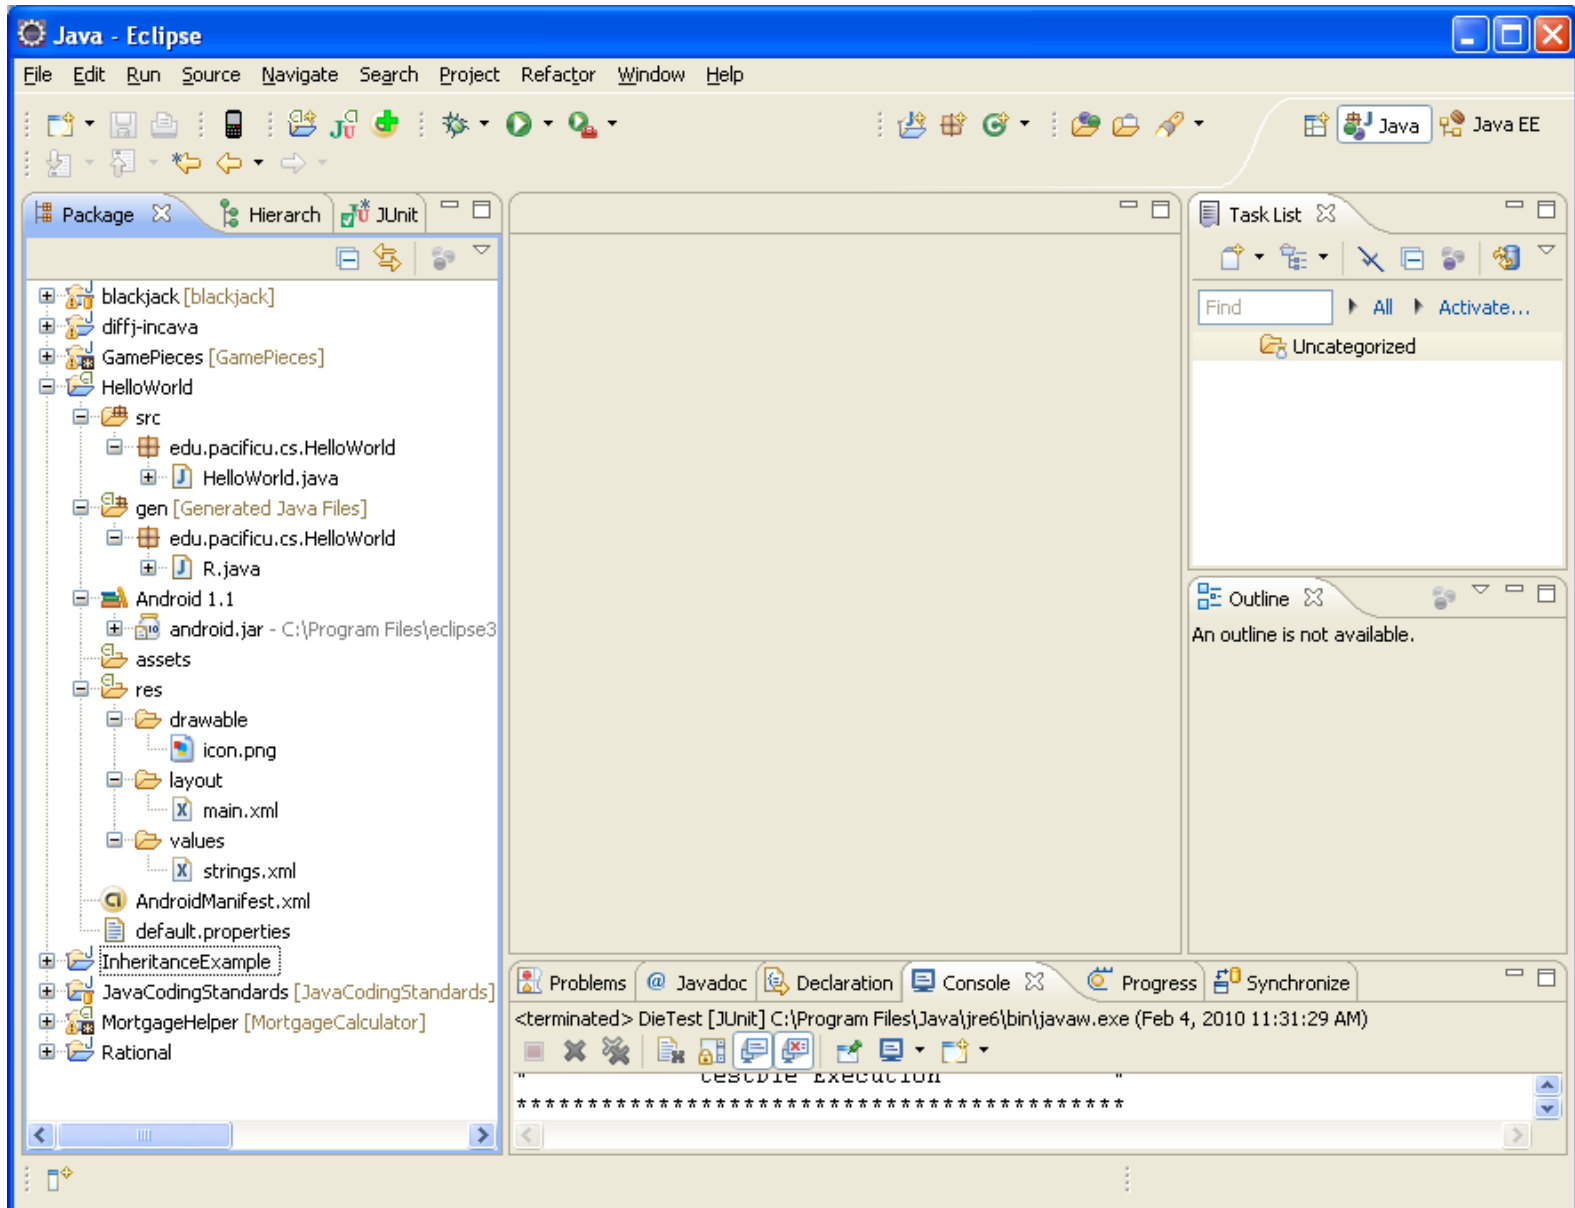 Java - Eclipse
File Edit Run Source Navigate Search Project Refactor Window Help
Java Java EE
Package Hierarch JUnit
blackjack [blackjack]
diffj-incava
GamePieces [GamePieces]
HelloWorld
src
edu.pacificu.cs.HelloWorld
HelloWorld.java
gen [Generated Java Files]
edu.pacificu.cs.HelloWorld
R.java
Android 1.1
android.jar - C:\Program Files\eclipse3
assets
res
drawable
icon.png
layout
main.xml
values
strings.xml
AndroidManifest.xml
default.properties
InheritanceExample
JavaCodingStandards [JavaCodingStandards]
MortgageHelper [MortgageCalculator]
Rational
Task List
Find All Activate...
Uncategorized
Outline
An outline is not available.
Problems @ Javadoc Declaration Console Progress Synchronize
<terminated> DieTest [JUnit] C:\Program Files\Java\jre6\bin\javaw.exe (Feb 4, 2010 11:31:29 AM)
* testDie Execution *
*******************************************